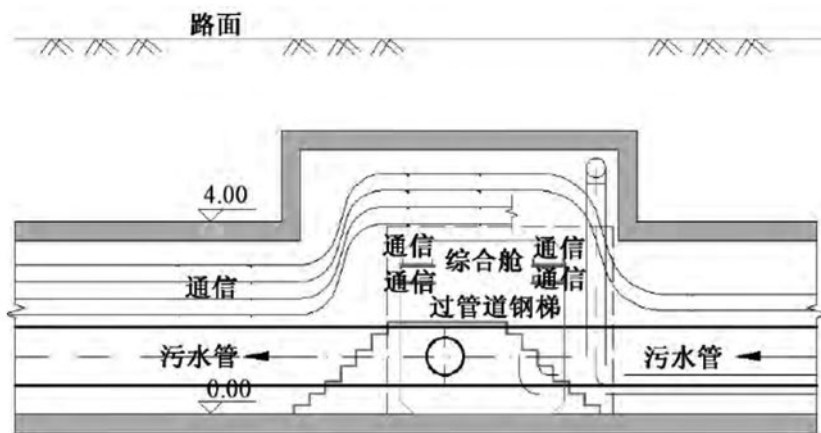 路面
4.00
通信 综合舱 通信
通信 通信
通信
过管道钢梯
污水管 污水管
0.00